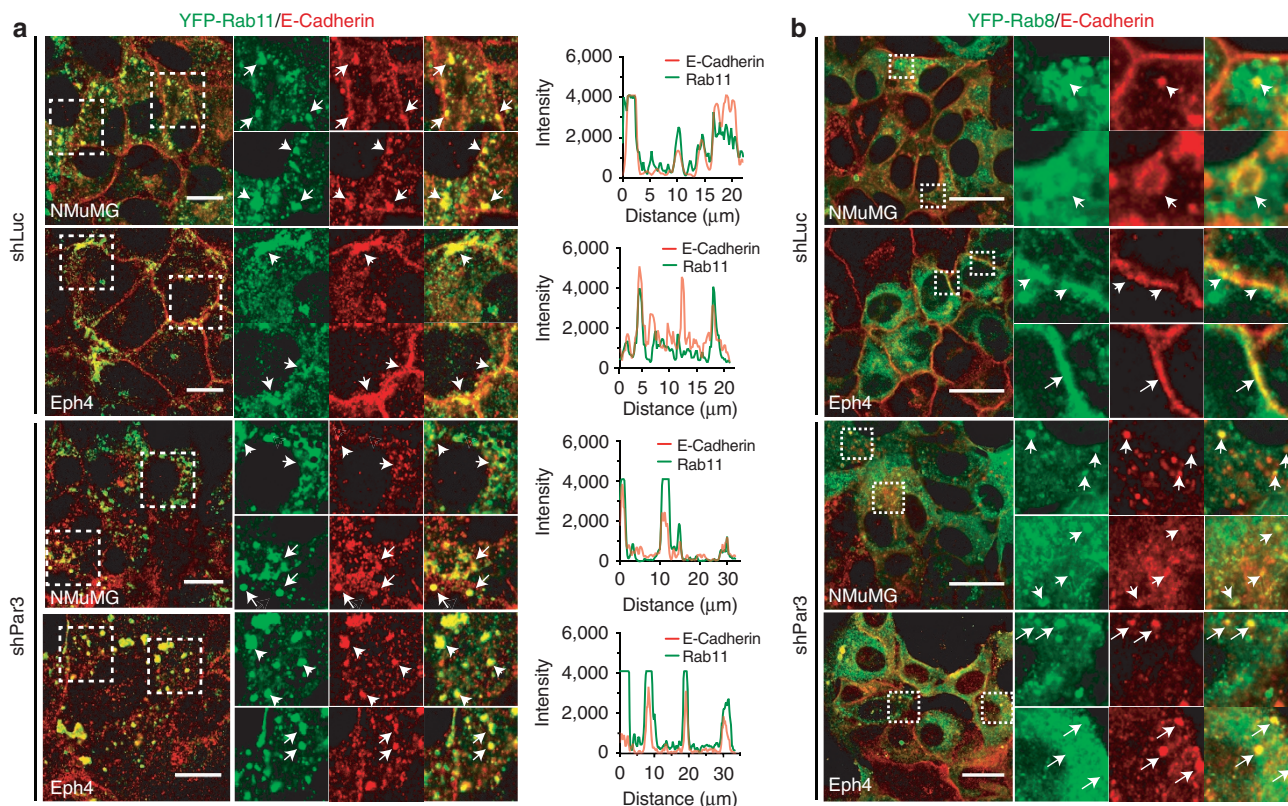 a
YFP-Rab11/E-Cadherin
b
YFP-Rab8/E-Cadherin
shLuc
NMuMG
6,000
4,000
2,000
0
Intensity
E-Cadherin
Rab11
0 5 10 15 20
Distance (μm)
shLuc
NMuMG
Eph4
6,000
4,000
2,000
0
Intensity
E-Cadherin
Rab11
0 5 10 15 20
Distance (μm)
Eph4
shPar3
NMuMG
6,000
4,000
2,000
0
Intensity
E-Cadherin
Rab11
0 10 20 30
Distance (μm)
shPar3
NMuMG
Eph4
6,000
4,000
2,000
0
Intensity
E-Cadherin
Rab11
0 10 20 30
Distance (μm)
Eph4